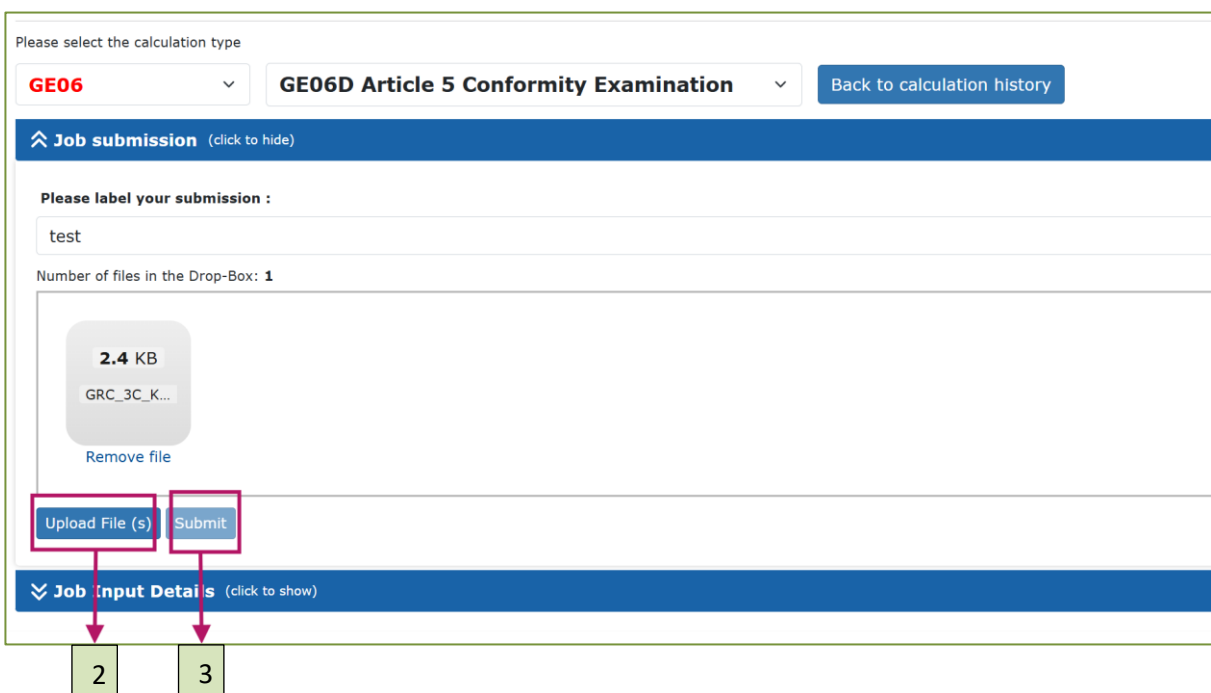 Please select the calculation type
GE06 GE06D Article 5 Conformity Examination Back to calculation history
Job submission (click to hide)
Please label your submission :
test
Number of files in the Drop-Box: 1
2.4 KB
GRC_3C_K...
Remove file
Upload File (s) Submit
Job Input Details (click to show)
2 3